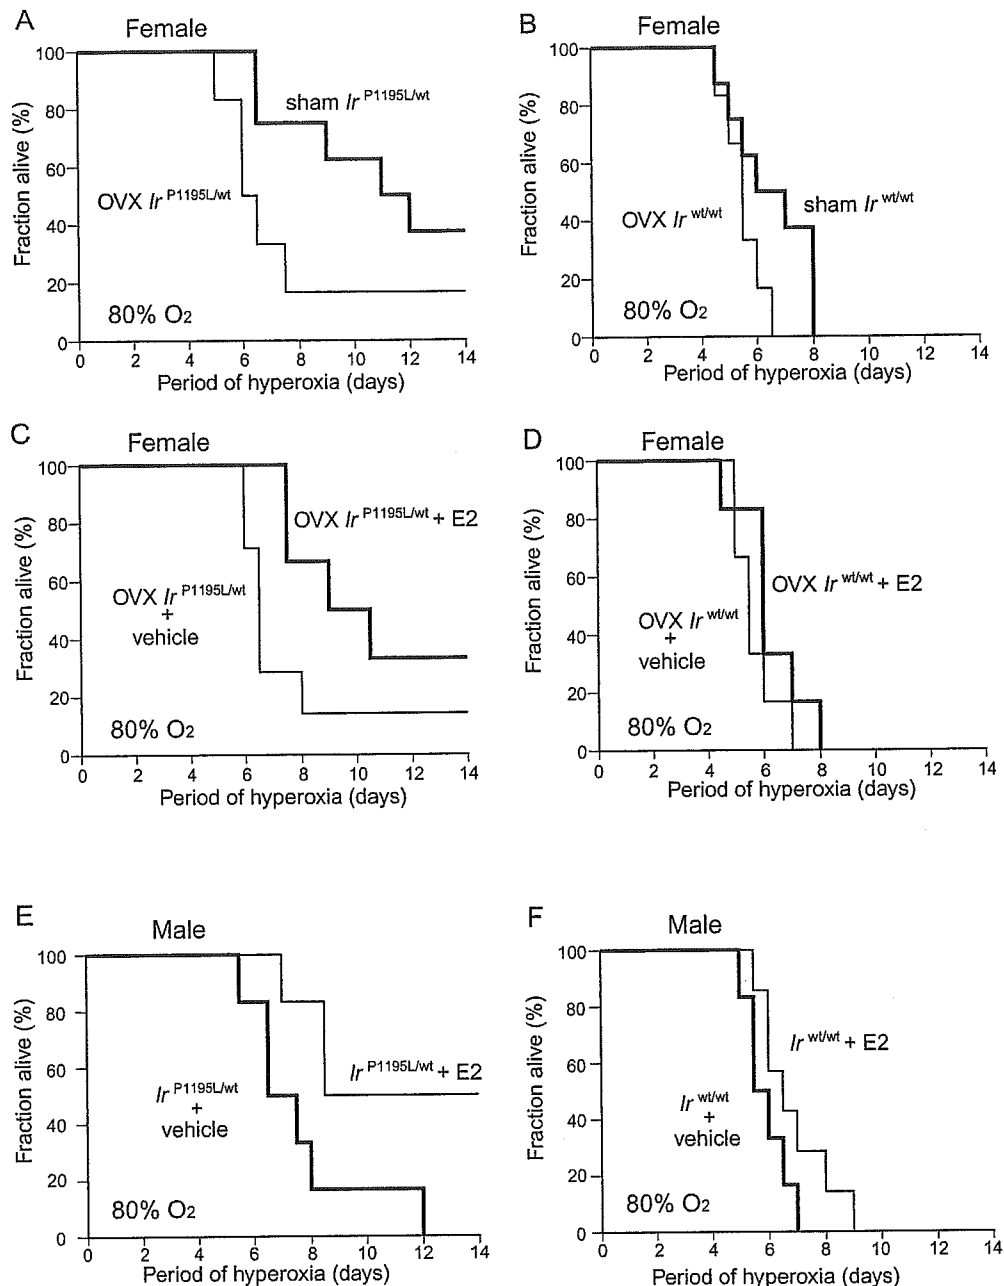 A
Female
Fraction alive (%)
100
80
60
40
20
0
sham Ir P1195L/wt
OVX Ir P1195L/wt
80% O2
0 2 4 6 8 10 12 14
Period of hyperoxia (days)
B
Female
Fraction alive (%)
100
80
60
40
20
0
OVX Ir wt/wt
sham Ir wt/wt
80% O2
0 2 4 6 8 10 12 14
Period of hyperoxia (days)
C
Female
Fraction alive (%)
100
80
60
40
20
0
OVX Ir P1195L/wt + E2
OVX Ir P1195L/wt
+
vehicle
80% O2
0 2 4 6 8 10 12 14
Period of hyperoxia (days)
D
Female
Fraction alive (%)
100
80
60
40
20
0
OVX Ir wt/wt + E2
OVX Ir wt/wt
+
vehicle
80% O2
0 2 4 6 8 10 12 14
Period of hyperoxia (days)
E
Male
Fraction alive (%)
100
80
60
40
20
0
Ir P1195L/wt + E2
Ir P1195L/wt
+
vehicle
80% O2
0 2 4 6 8 10 12 14
Period of hyperoxia (days)
F
Male
Fraction alive (%)
100
80
60
40
20
0
Ir wt/wt + E2
Ir wt/wt
+
vehicle
80% O2
0 2 4 6 8 10 12 14
Period of hyperoxia (days)